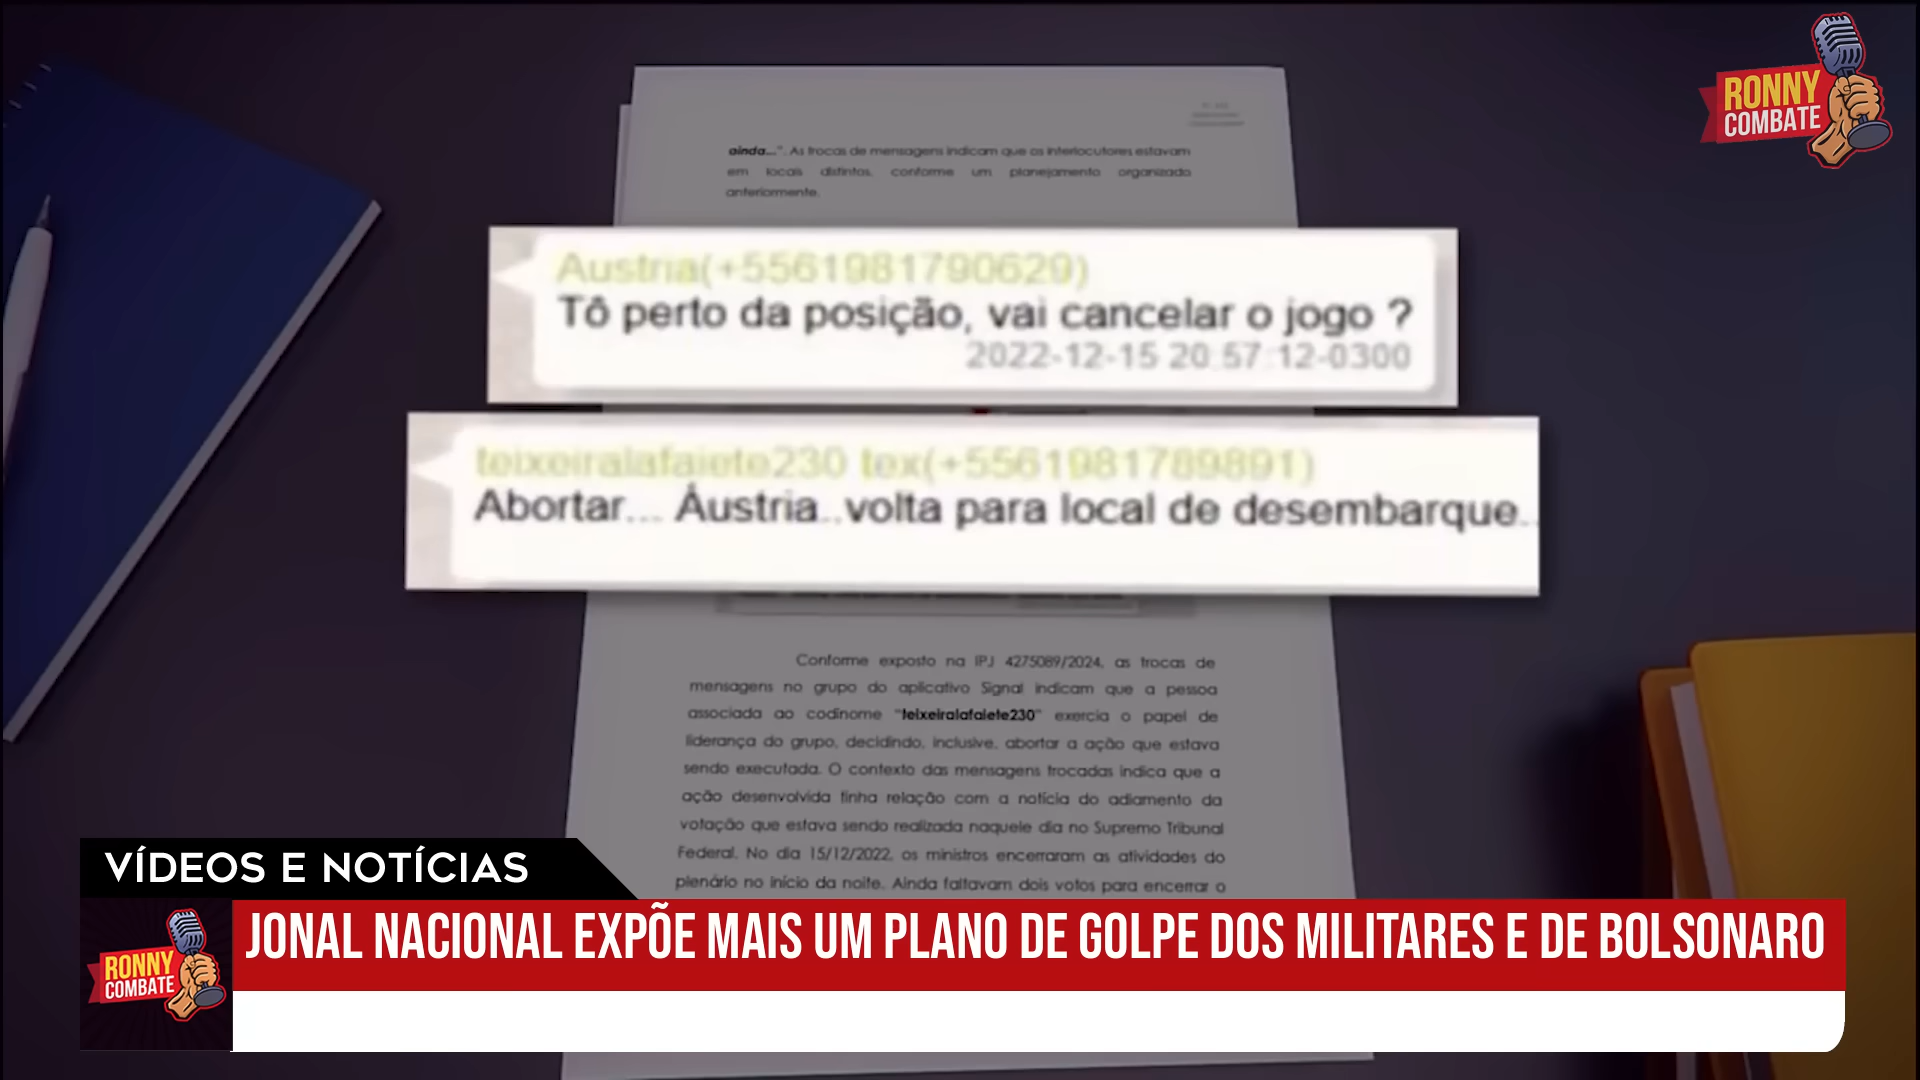 RONNY
COMBATE
ainda...". As trocas de mensagens indicam que os interlocutores estavam
em locais distintos, conforme um planejamento organizado
anteriormente.
Austria(+5561981790629)
Tô perto da posição, vai cancelar o jogo ?
2022-12-15 20:57:12-0300
teixeiralafaiete230 tex(+5561981789891)
Abortar... Áustria..volta para local de desembarque..
Conforme exposto na IPJ 4275089/2024, as trocas de
mensagens no grupo do aplicativo Signal indicam que a pessoa
associada ao codinome "teixeiralafaiete230" exercia o papel de
liderança do grupo, decidindo, inclusive, abortar a ação que estava
sendo executada. O contexto das mensagens trocadas indica que a
ação desenvolvida tinha relação com a notícia do adiamento da
votação que estava sendo realizada naquele dia no Supremo Tribunal
Federal. No dia 15/12/2022, os ministros encerraram as atividades do
plenário no início da noite. Ainda faltavam dois votos para encerrar o
VÍDEOS E NOTÍCIAS
JONAL NACIONAL EXPÕE MAIS UM PLANO DE GOLPE DOS MILITARES E DE BOLSONARO
RONNY
COMBATE